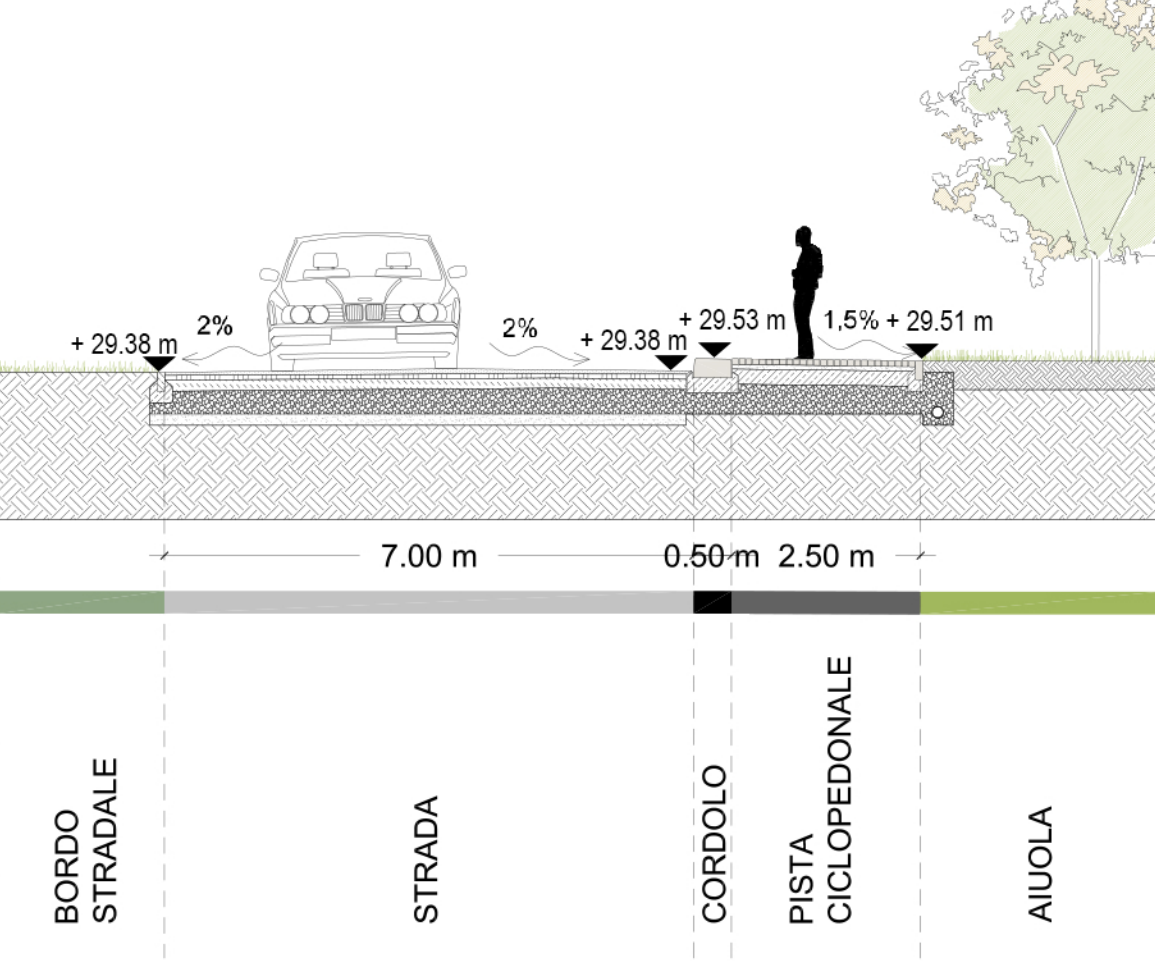 + 29.38 m
2%
2%
+ 29.38 m
+ 29.53 m
1,5%
+ 29.51 m
7.00 m
0.50 m
2.50 m
BORDO
STRADALE
STRADA
CORDOLO
PISTA
CICLOPEDONALE
AIUOLA